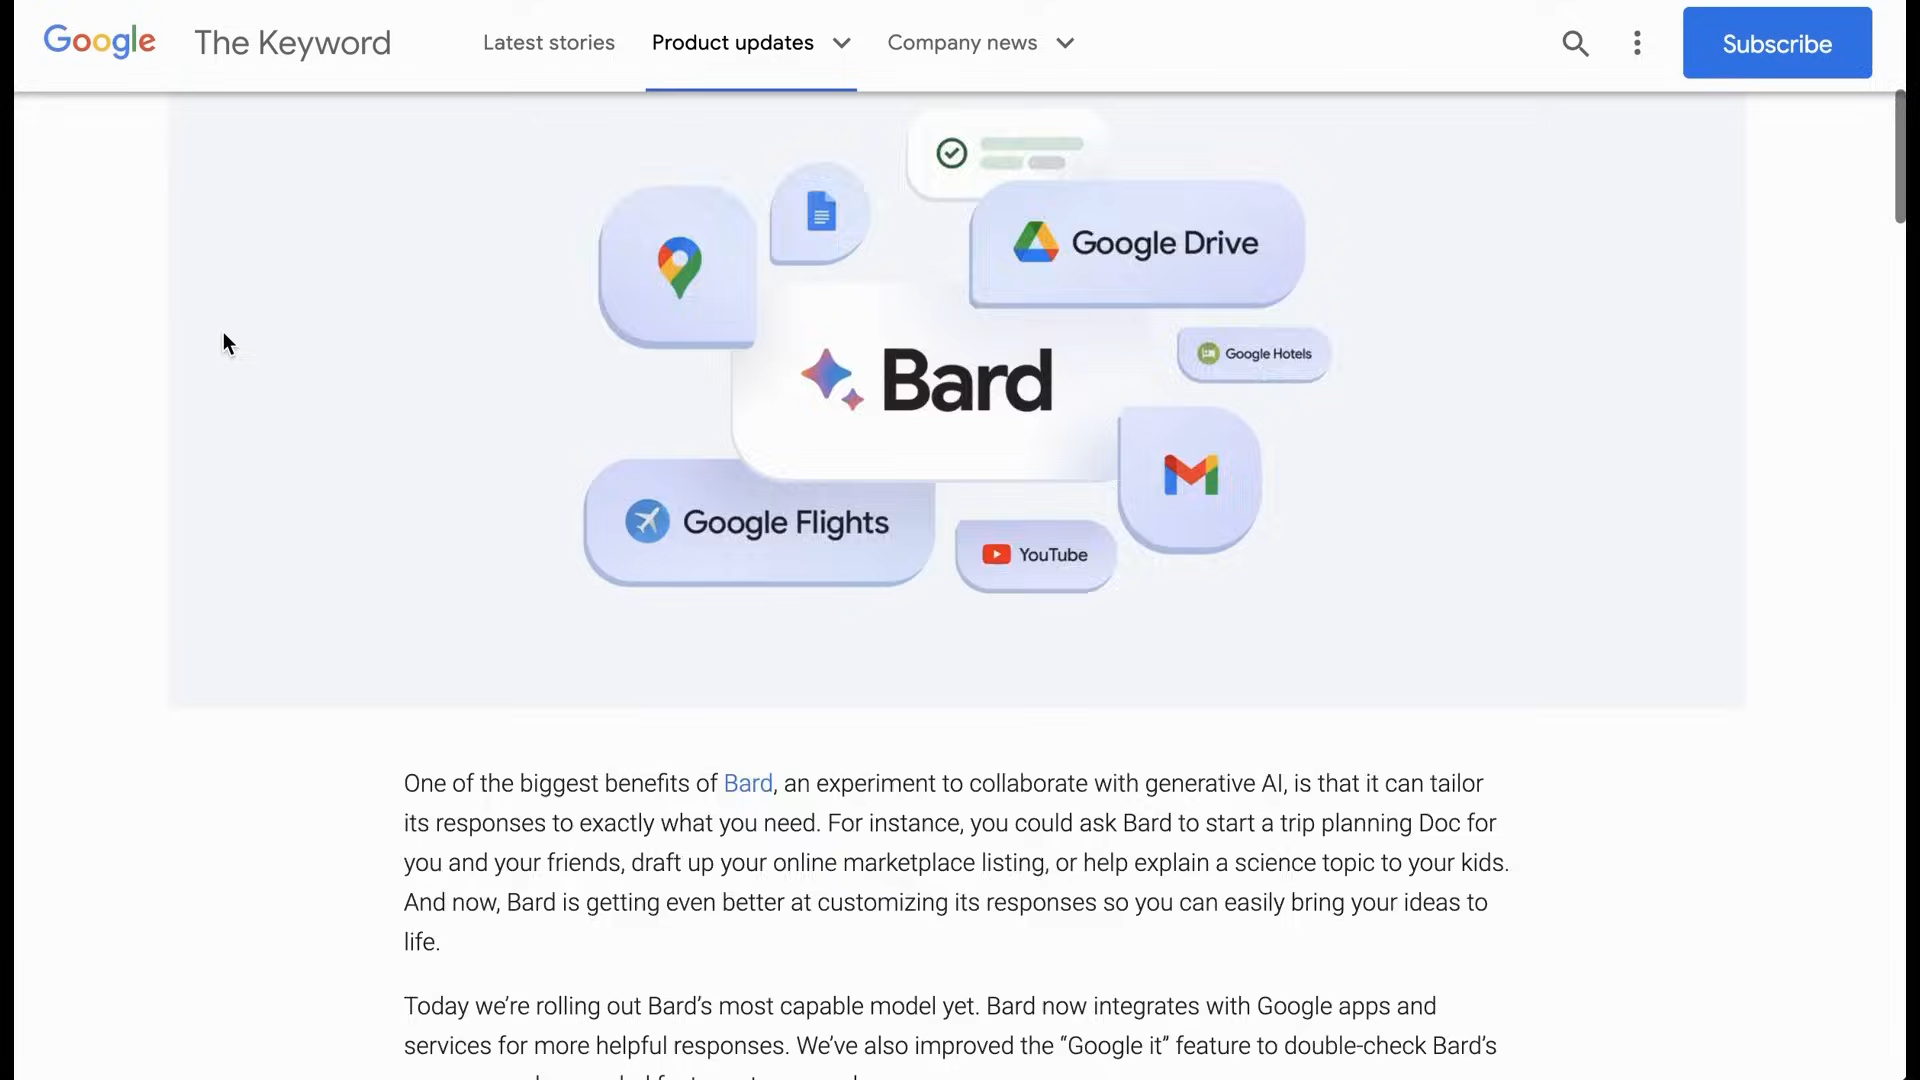 Google The Keyword Latest stories Product updates Company news Subscribe
Google Drive
Bard
Google Hotels
Google Flights
YouTube
One of the biggest benefits of Bard, an experiment to collaborate with generative AI, is that it can tailor
its responses to exactly what you need. For instance, you could ask Bard to start a trip planning Doc for
you and your friends, draft up your online marketplace listing, or help explain a science topic to your kids.
And now, Bard is getting even better at customizing its responses so you can easily bring your ideas to
life.
Today we’re rolling out Bard’s most capable model yet. Bard now integrates with Google apps and
services for more helpful responses. We’ve also improved the “Google it” feature to double-check Bard’s